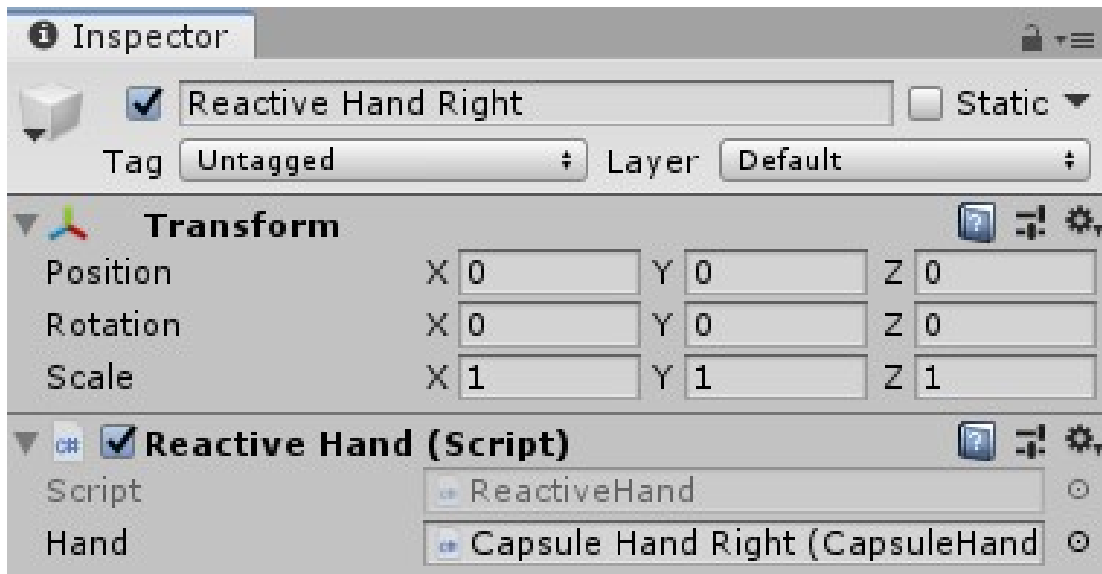 Inspector
Reactive Hand Right Static
Tag Untagged Layer Default
Transform
Position X 0 Y 0 Z 0
Rotation X 0 Y 0 Z 0
Scale X 1 Y 1 Z 1
c# Reactive Hand (Script)
Script ReactiveHand
Hand Capsule Hand Right (CapsuleHand